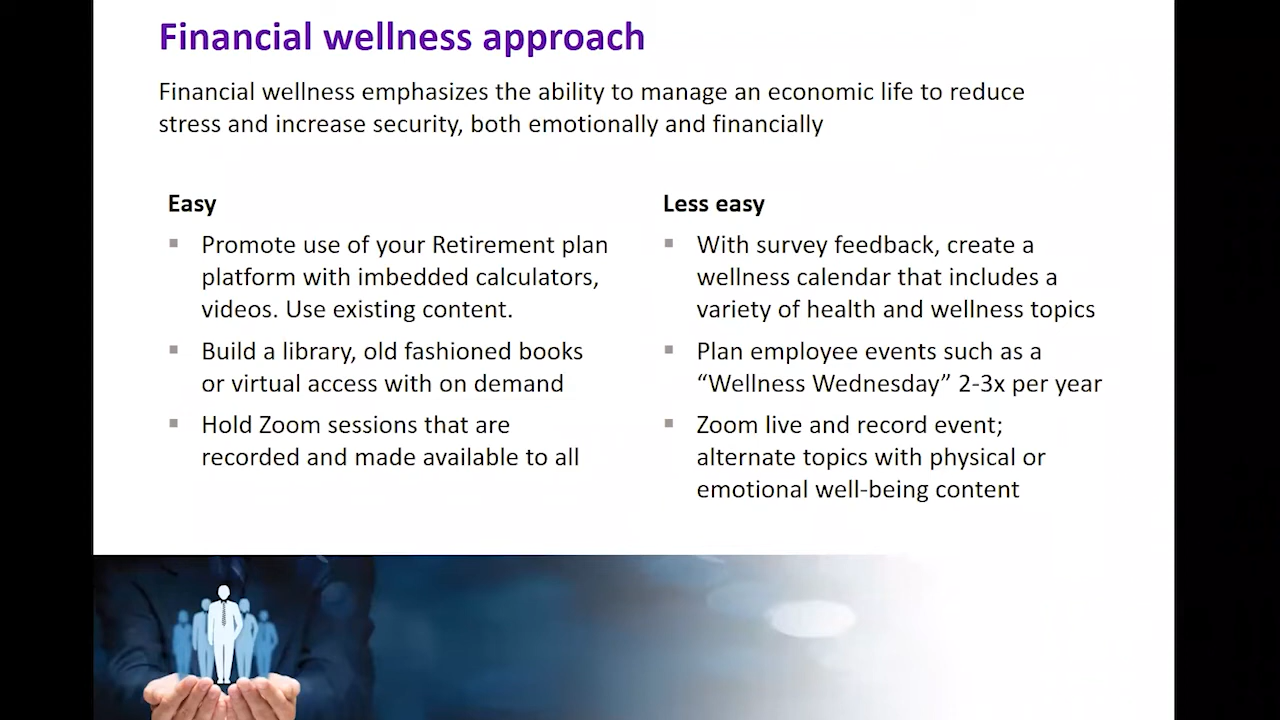 Financial wellness approach
Financial wellness emphasizes the ability to manage an economic life to reduce
stress and increase security, both emotionally and financially
Easy
Promote use of your Retirement plan
platform with imbedded calculators,
videos. Use existing content.
Build a library, old fashioned books
or virtual access with on demand
Hold Zoom sessions that are
recorded and made available to all
Less easy
With survey feedback, create a
wellness calendar that includes a
variety of health and wellness topics
Plan employee events such as a
“Wellness Wednesday” 2-3x per year
Zoom live and record event;
alternate topics with physical or
emotional well-being content